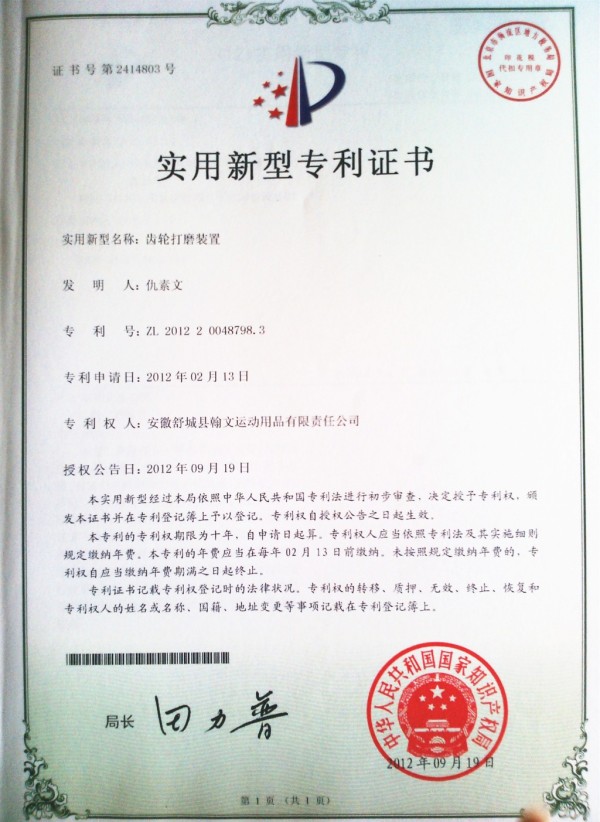 证书号第2414803号
印花税
代扣专用章
国家知识产权局
实用新型专利证书
实用新型名称：齿轮打磨装置
发明人：仇素文
专利号：ZL 2012 2 0048798.3
专利申请日：2012年02月13日
专利权人：安徽舒城县翰文运动用品有限责任公司
授权公告日：2012年09月19日
本实用新型经过本局依照中华人民共和国专利法进行初步审查，决定授予专利权，颁
发本证书并在专利登记簿上予以登记。专利权自授权公告之日起生效。
本专利的专利权期限为十年，自申请日起算。专利权人应当依照专利法及其实施细则
规定缴纳年费。本专利的年费应当在每年02月13日前缴纳。未按照规定缴纳年费的，专
利权自应当缴纳年费期满之日起终止。
专利证书记载专利权登记时的法律状况。专利权的转移、质押、无效、终止、恢复和
专利权人的姓名或名称、国籍、地址变更等事项记载在专利登记簿上。
局长
田力普
中华人民共和国国家知识产权局
2012年09月19日
第1页（共1页）